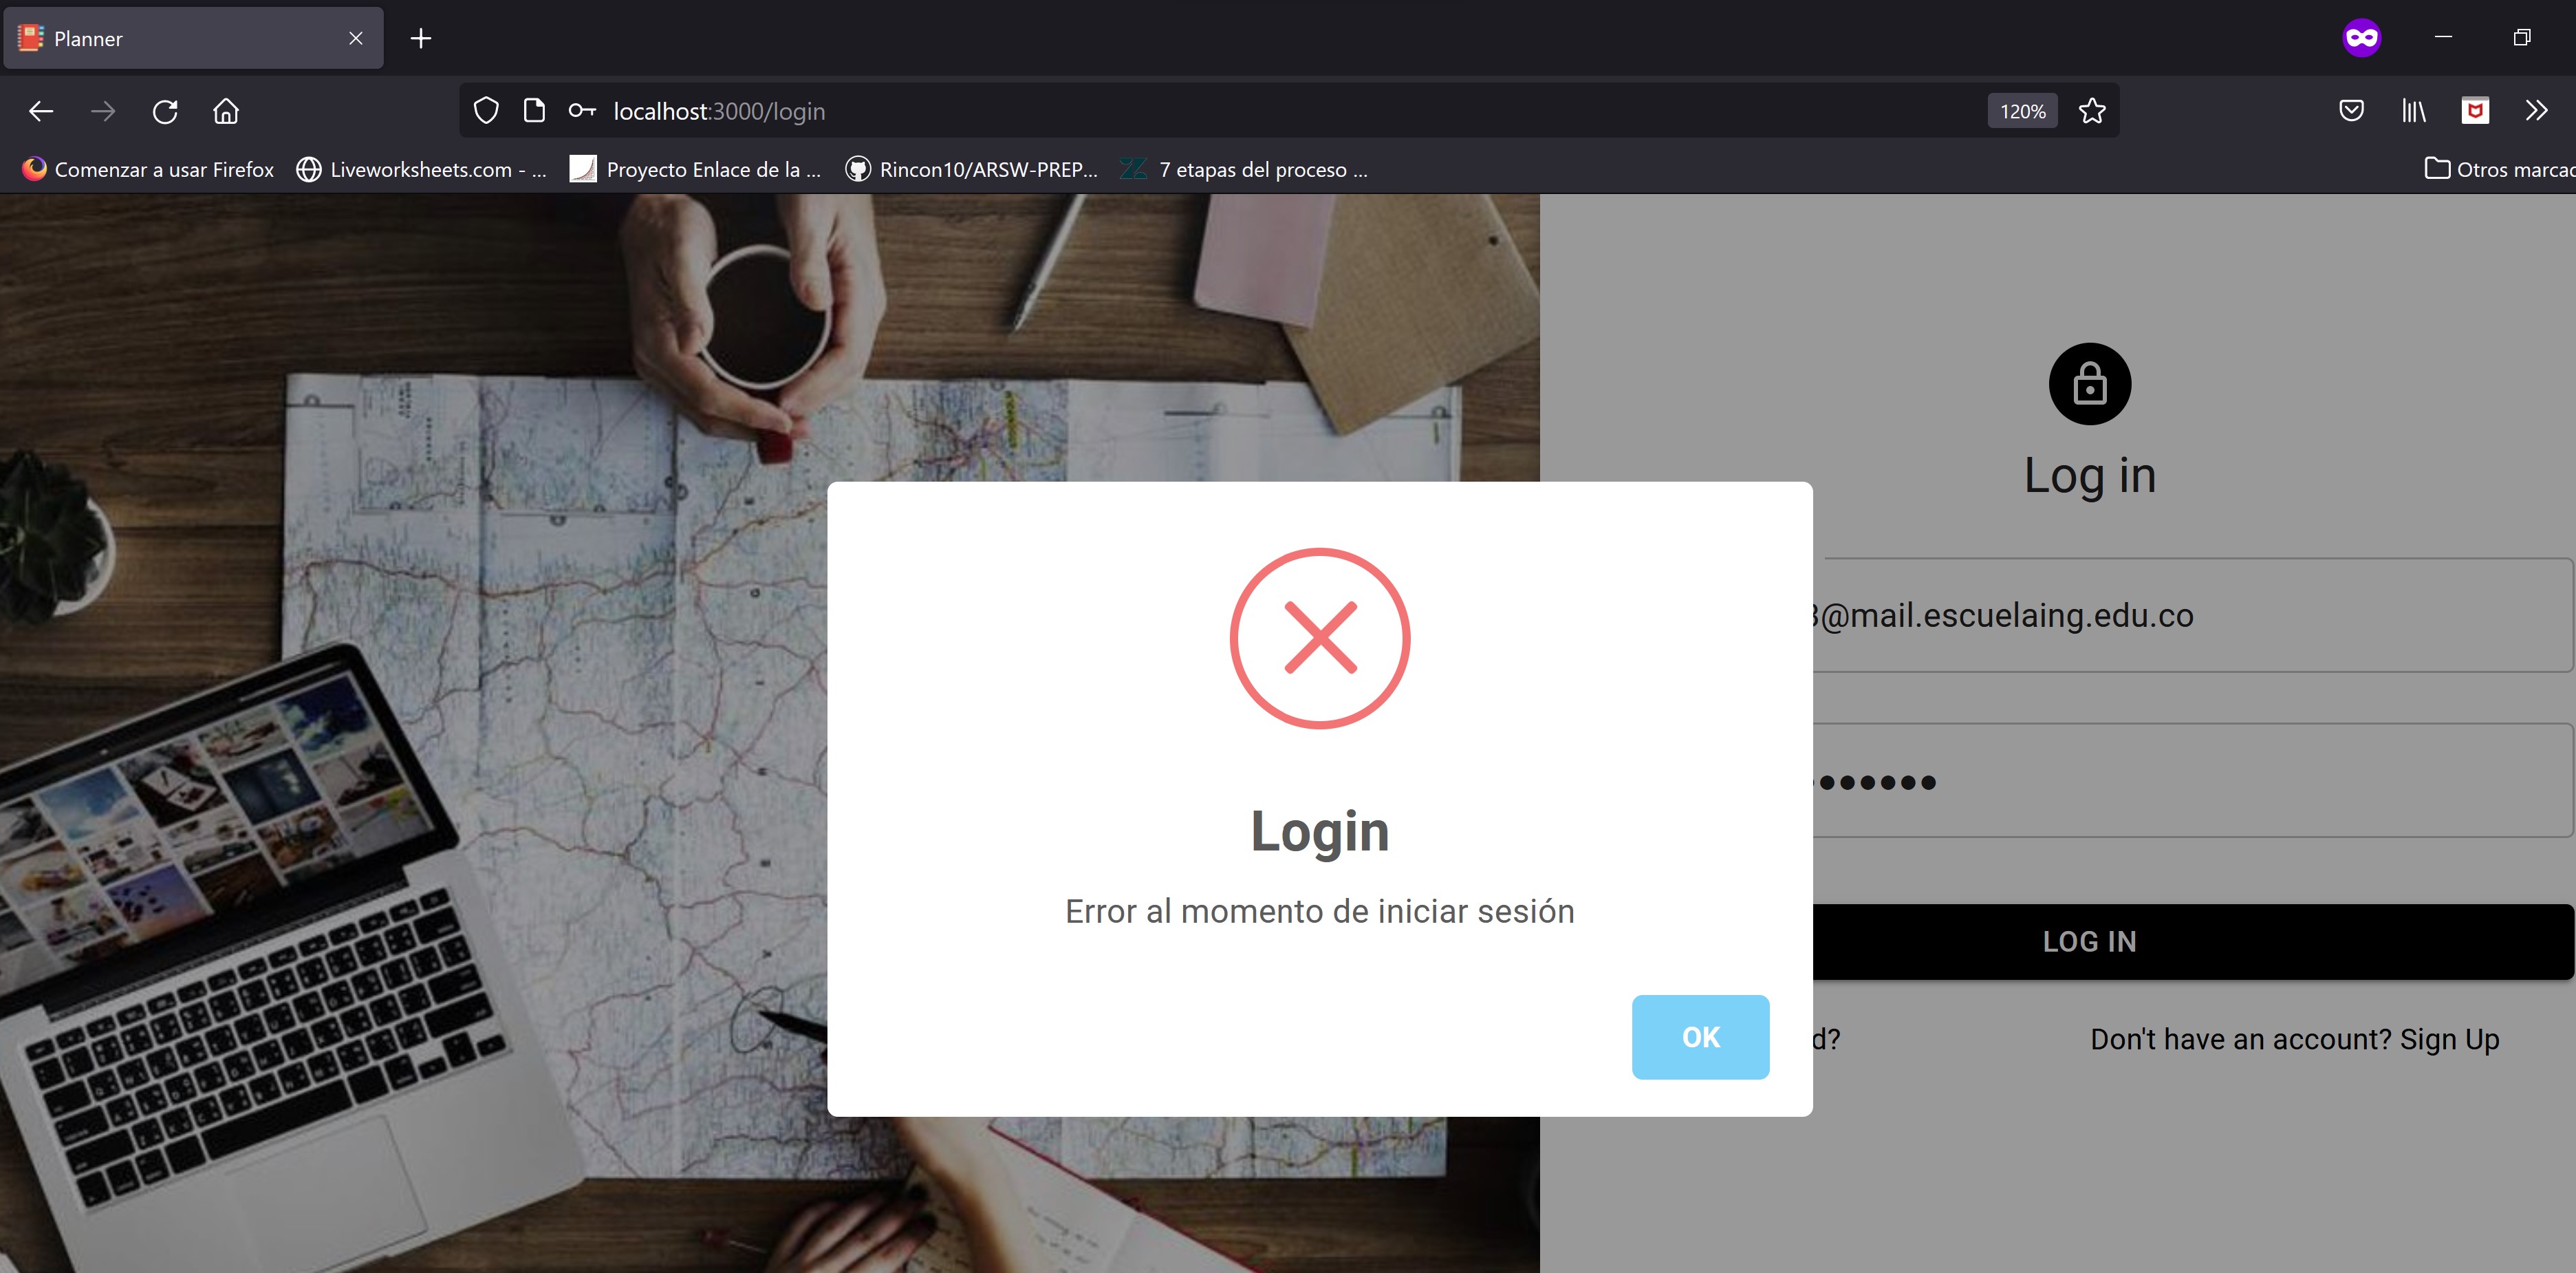 Planner
localhost:3000/login
120%
Comenzar a usar Firefox
Liveworksheets.com - ...
Proyecto Enlace de la ...
Rincon10/ARSW-PREP...
7 etapas del proceso ...
Otros marcac
Log in
@mail.escuelaing.edu.co
Login
Error al momento de iniciar sesión
OK
LOG IN
d?
Don't have an account? Sign Up